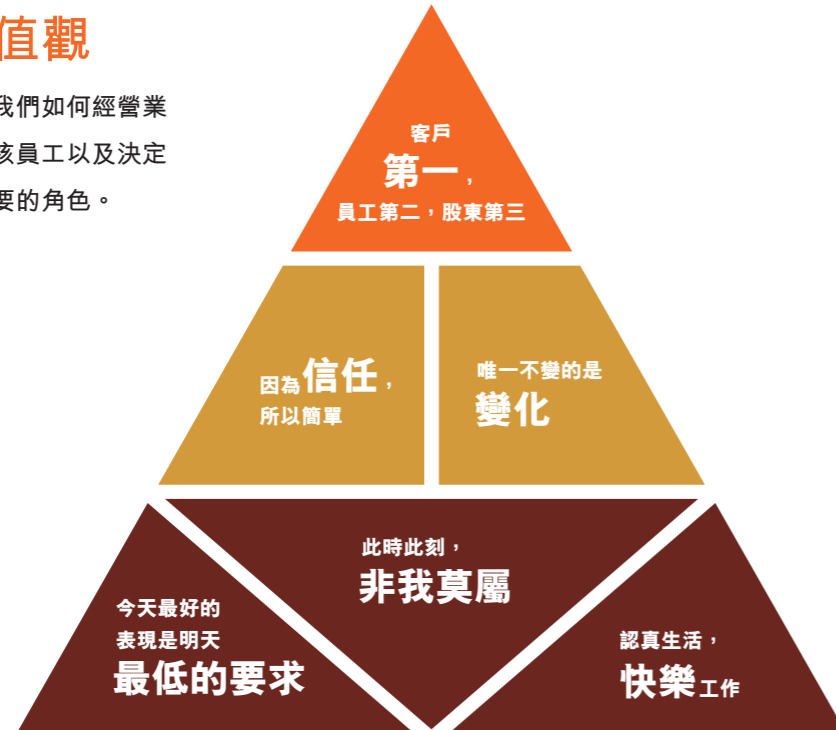 值觀
我們如何經營業
該員工以及決定
要的角色。
客戶
第一，
員工第二，股東第三
因為信任，
所以簡單
唯一不變的是
變化
此時此刻，
非我莫屬
今天最好的
表現是明天
最低的要求
認真生活，
快樂工作